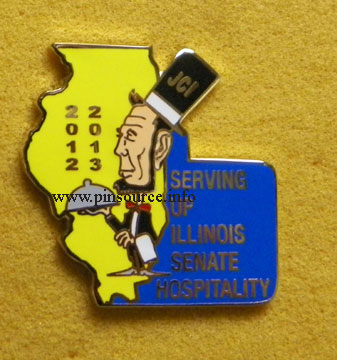 JCI
2012
2013
www.pinsource.info
SERVING
UP
ILLINOIS
SENATE
HOSPITALITY